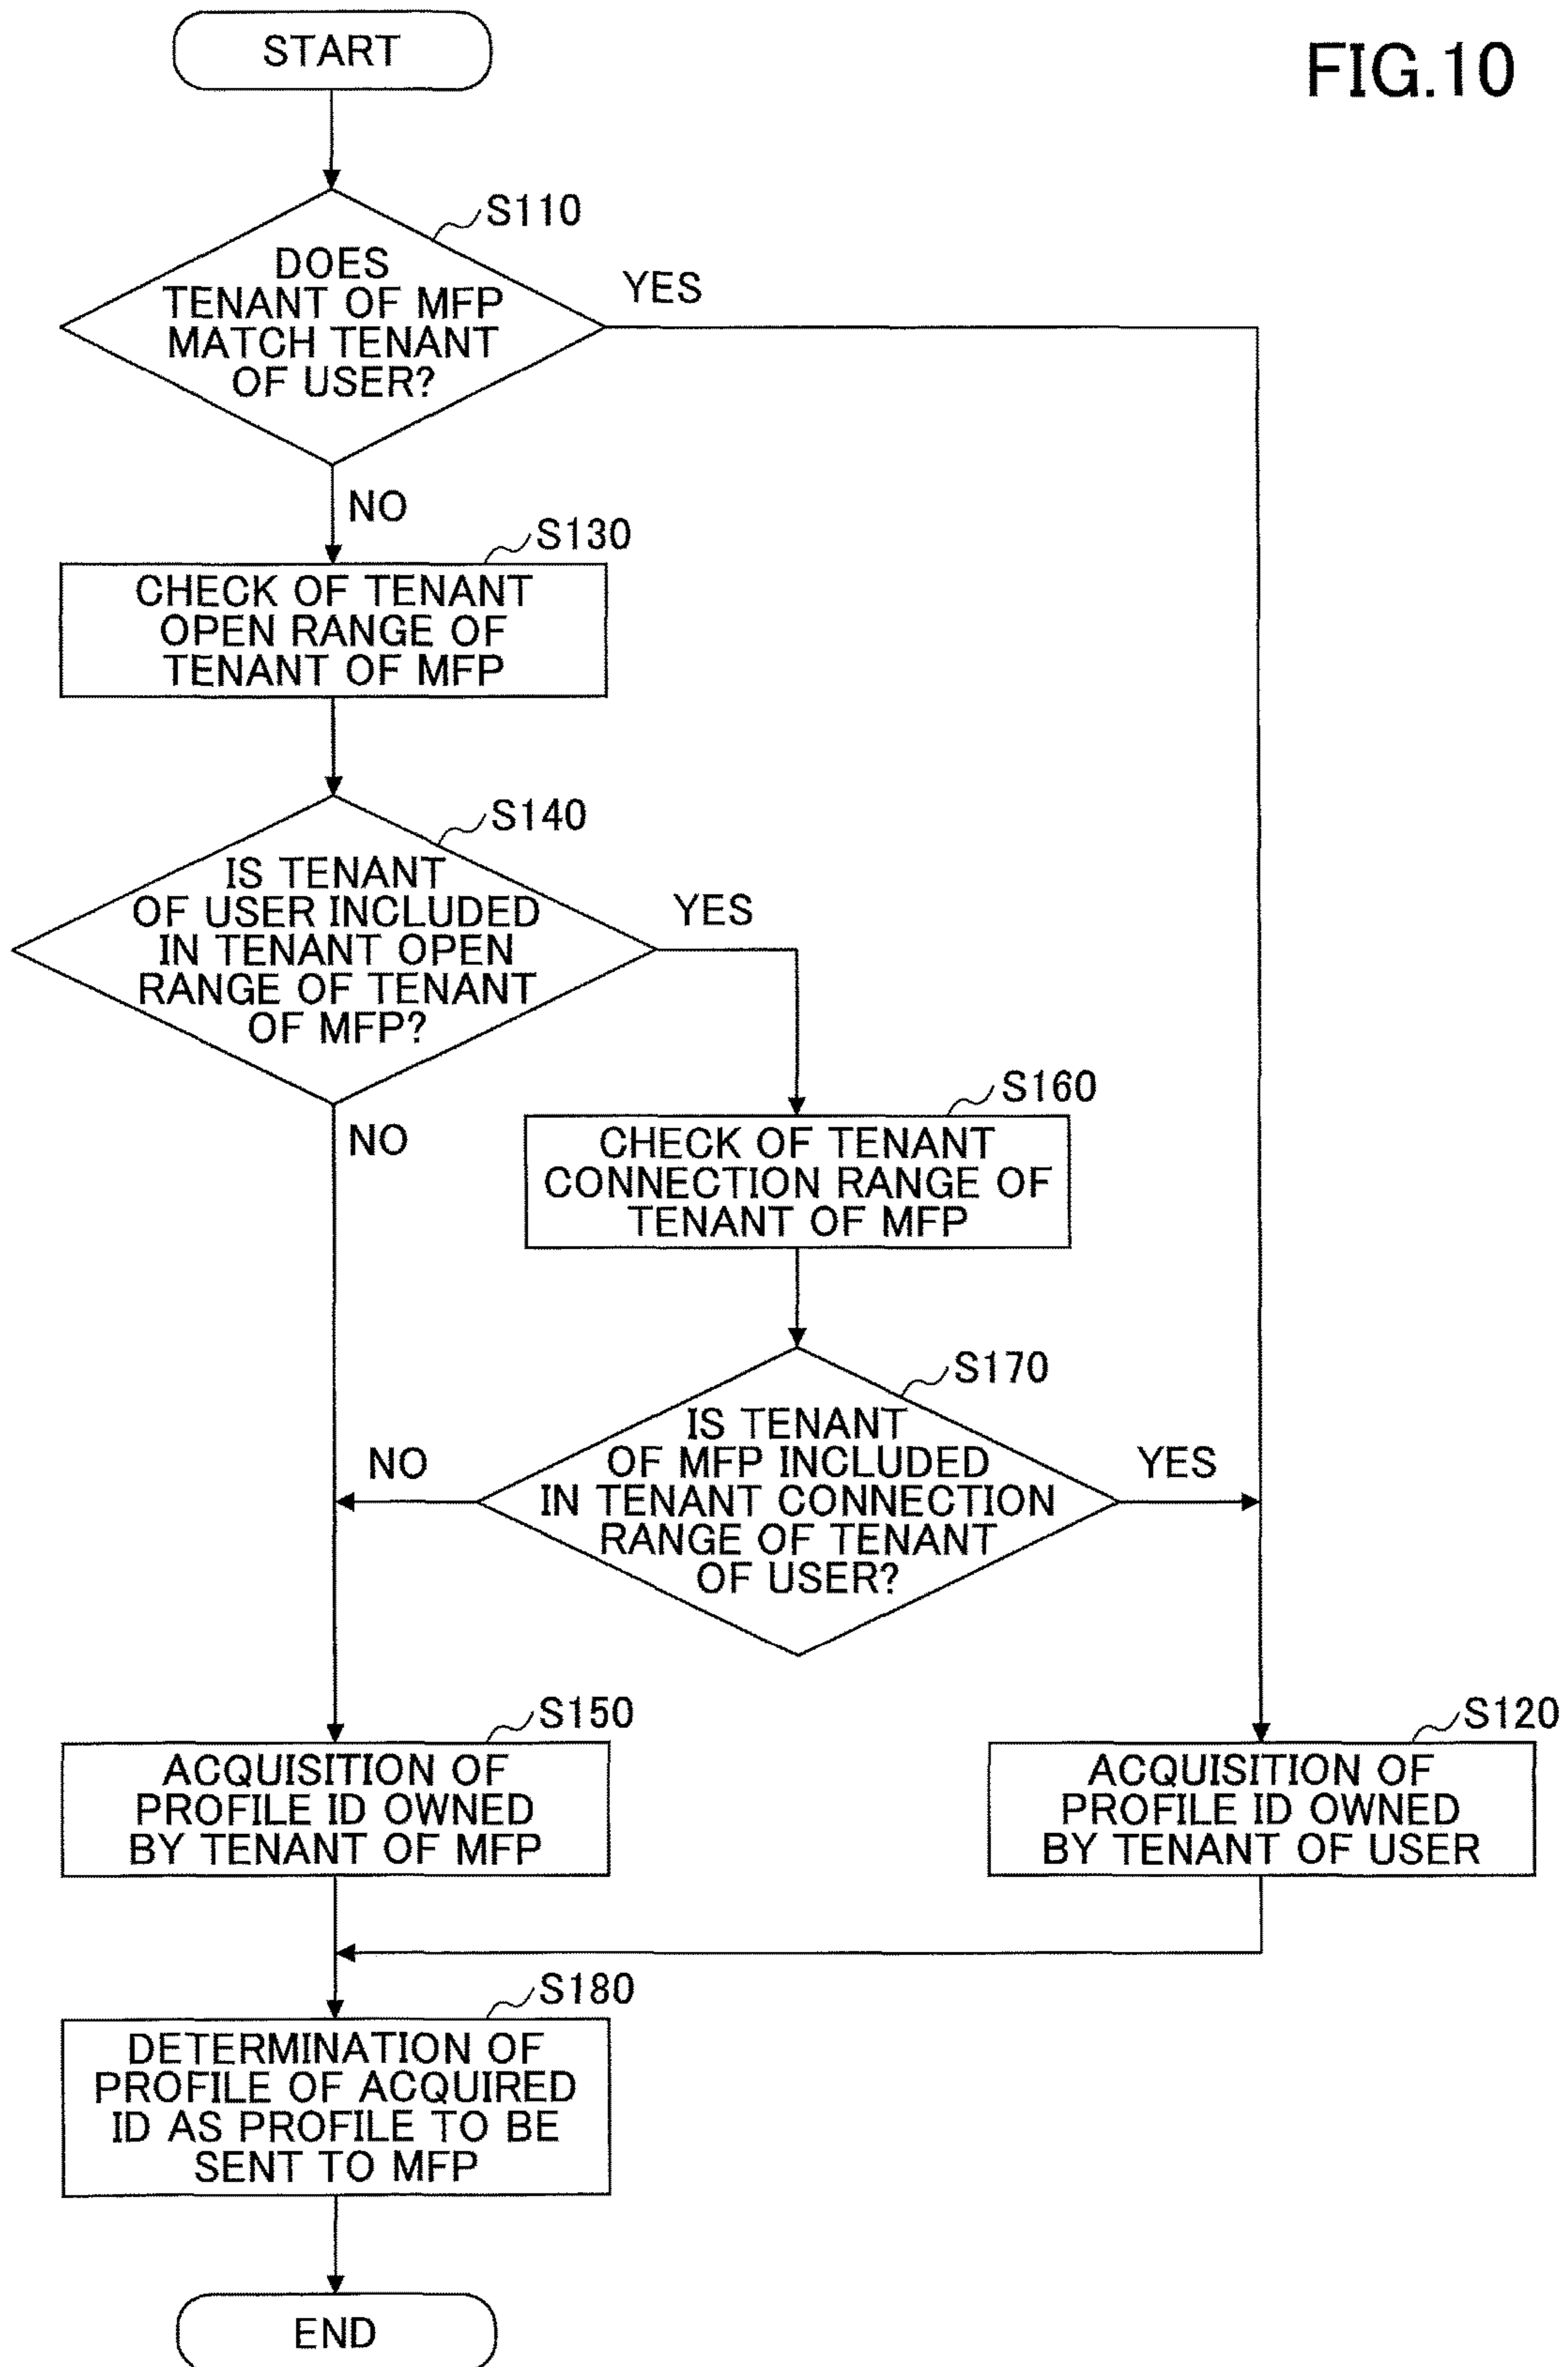 FIG.10
START
S110
DOES
TENANT OF MFP
MATCH TENANT
OF USER?
YES
NO
S130
CHECK OF TENANT
OPEN RANGE OF
TENANT OF MFP
S140
IS TENANT
OF USER INCLUDED
IN TENANT OPEN
RANGE OF TENANT
OF MFP?
YES
NO
S160
CHECK OF TENANT
CONNECTION RANGE OF
TENANT OF MFP
S170
IS TENANT
OF MFP INCLUDED
IN TENANT CONNECTION
RANGE OF TENANT
OF USER?
NO
YES
S150
ACQUISITION OF
PROFILE ID OWNED
BY TENANT OF MFP
S120
ACQUISITION OF
PROFILE ID OWNED
BY TENANT OF USER
S180
DETERMINATION OF
PROFILE OF ACQUIRED
ID AS PROFILE TO BE
SENT TO MFP
END